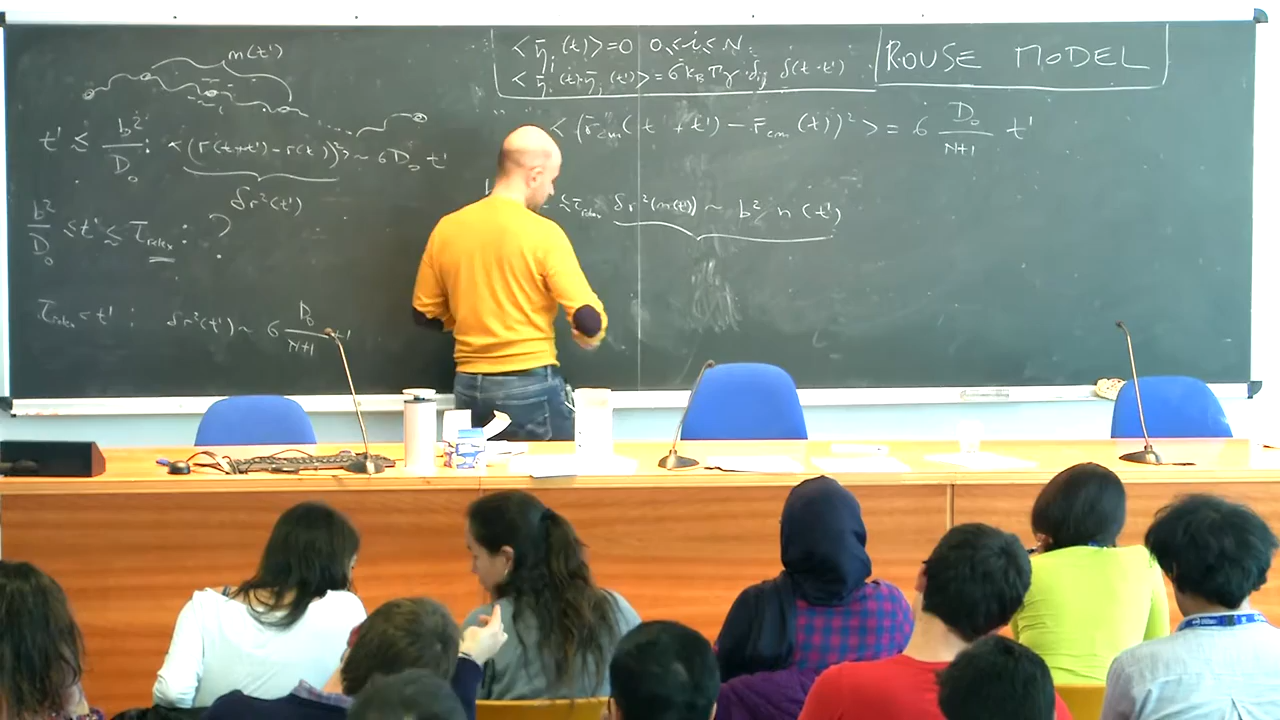 m(t')
t' ≤ b²/D₀ : <(r(t+t') - r(t))²> ~ 6D₀ t'
δr²(t')
b²/D₀ ≤ t' ≲ τ_relax : ?
τ_relax < t' : δr²(t') ~ 6 D₀/N+1 t'
<η̄ᵢ(t)> = 0 0 ≤ i ≤ N
<η̄ᵢ(t)·η̄ⱼ(t')> = 6 k_B T γ δᵢⱼ δ(t-t')
ROUSE MODEL
<(r̄_cm(t+t') - r̄_cm(t))²> = 6 D₀/N+1 t'
≲ τ_relax δr²(m(t')) ~ b² n(t')